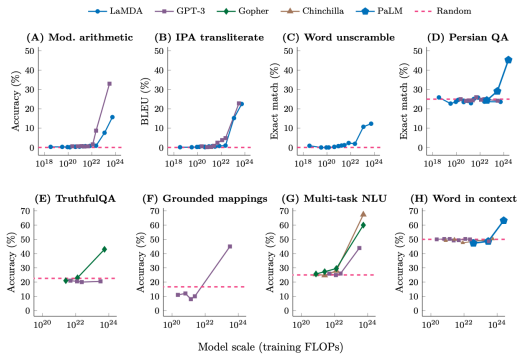 LaMDA GPT-3 Gopher Chinchilla PaLM Random
(A) Mod. arithmetic (B) IPA transliterate (C) Word unscramble (D) Persian QA
Accuracy (%) 0 10 20 30 40 50 10^18 10^20 10^22 10^24
BLEU (%) 0 10 20 30 40 50 10^18 10^20 10^22 10^24
Exact match (%) 0 10 20 30 40 50 10^18 10^20 10^22 10^24
Exact match (%) 0 10 20 30 40 50 10^18 10^20 10^22 10^24
(E) TruthfulQA (F) Grounded mappings (G) Multi-task NLU (H) Word in context
Accuracy (%) 0 10 20 30 40 50 60 70 10^20 10^22 10^24
Accuracy (%) 0 10 20 30 40 50 60 70 10^20 10^22 10^24
Accuracy (%) 0 10 20 30 40 50 60 70 10^20 10^22 10^24
Accuracy (%) 0 10 20 30 40 50 60 70 10^20 10^22 10^24
Model scale (training FLOPs)